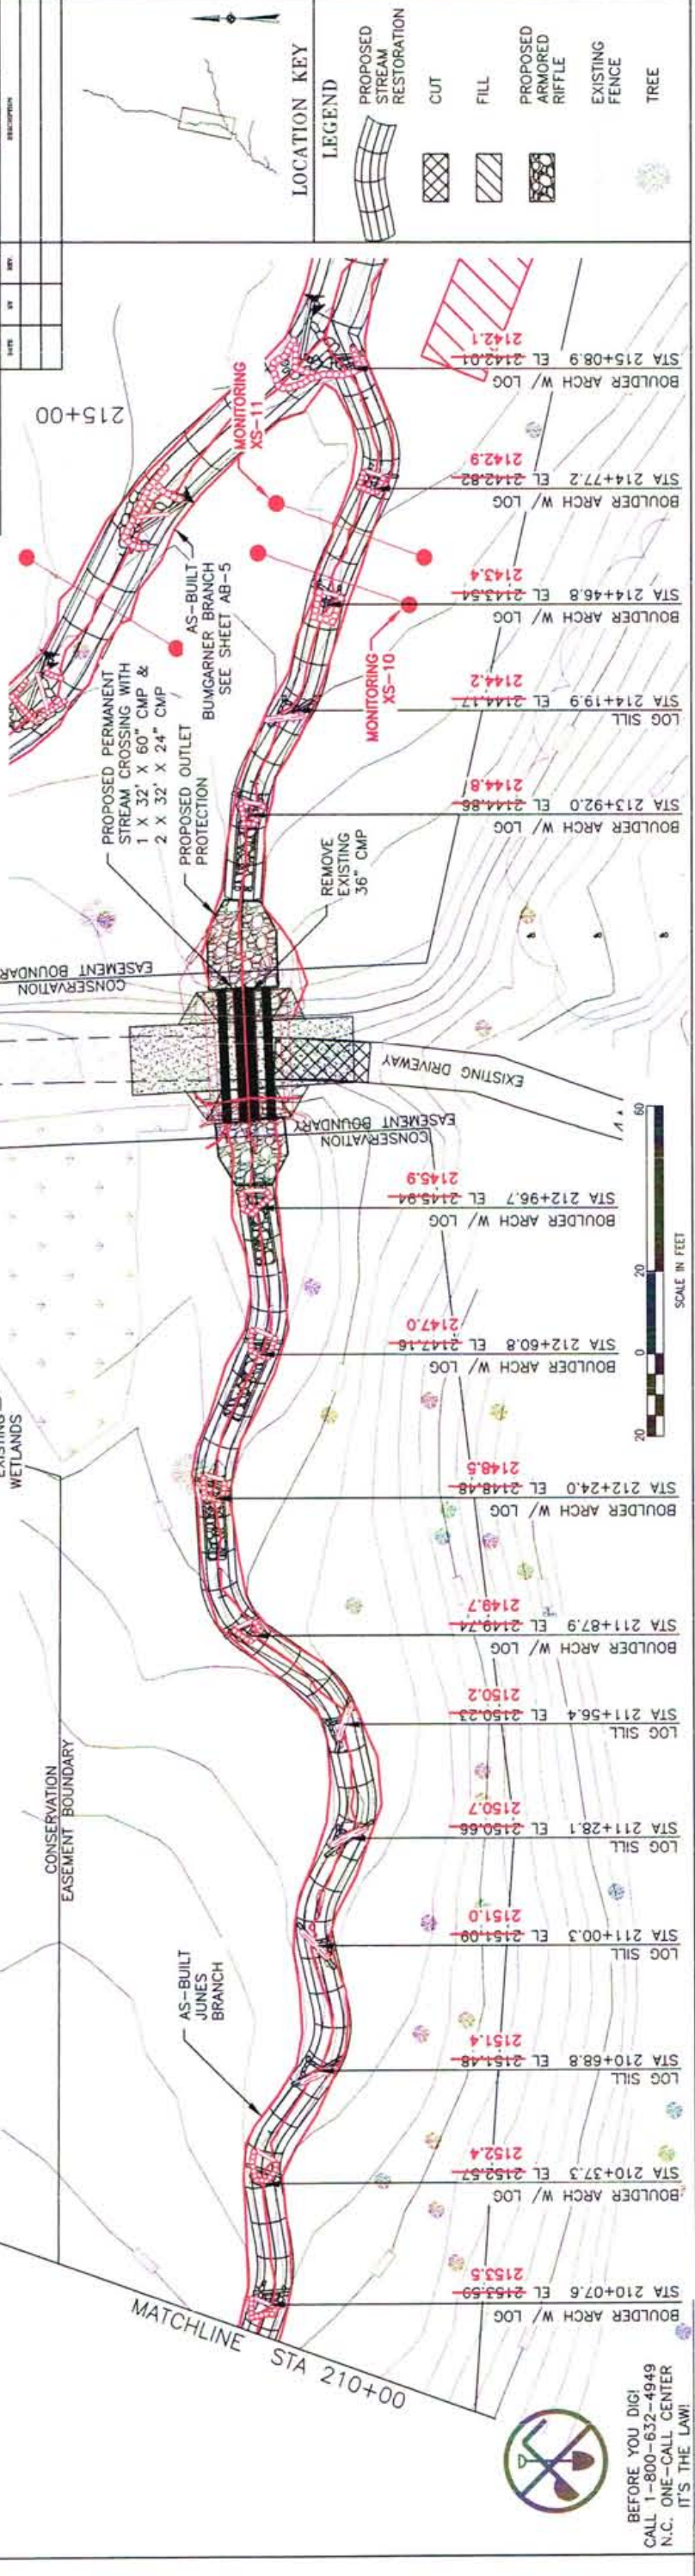 DESCRIPTION
DATE
BY
REV.
LOCATION KEY
LEGEND
PROPOSED
STREAM
RESTORATION
CUT
FILL
PROPOSED
ARMORED
RIFFLE
EXISTING
FENCE
TREE
215+00
MONITORING
XS-11
AS-BUILT
BUMGARNER BRANCH
SEE SHEET AB-5
MONITORING
XS-10
PROPOSED PERMANENT
STREAM CROSSING WITH
1 X 32' X 60" CMP &
2 X 32' X 24" CMP
PROPOSED OUTLET
PROTECTION
REMOVE
EXISTING
36" CMP
CONSERVATION
EASEMENT BOUNDAR
EXISTING DRIVEWAY
CONSERVATION
EASEMENT BOUNDARY
EXISTING
WETLANDS
CONSERVATION
EASEMENT BOUNDARY
AS-BUILT
JUNES
BRANCH
MATCHLINE STA 210+00
BOULDER ARCH W/ LOG
STA 210+07.6 EL 2153.59
2153.5
BOULDER ARCH W/ LOG
STA 210+37.3 EL 2152.57
2152.4
LOG SILL
STA 210+68.8 EL 2151.48
2151.4
LOG SILL
STA 211+00.3 EL 2151.09
2151.0
LOG SILL
STA 211+28.1 EL 2150.66
2150.7
LOG SILL
STA 211+56.4 EL 2150.23
2150.2
BOULDER ARCH W/ LOG
STA 211+87.9 EL 2149.74
2149.7
BOULDER ARCH W/ LOG
STA 212+24.0 EL 2148.48
2148.5
BOULDER ARCH W/ LOG
STA 212+60.8 EL 2147.16
2147.0
BOULDER ARCH W/ LOG
STA 212+96.7 EL 2145.94
2145.9
BOULDER ARCH W/ LOG
STA 213+92.0 EL 2144.86
2144.8
LOG SILL
STA 214+19.9 EL 2144.17
2144.2
BOULDER ARCH W/ LOG
STA 214+46.8 EL 2143.54
2143.4
BOULDER ARCH W/ LOG
STA 214+77.2 EL 2142.82
2142.9
BOULDER ARCH W/ LOG
STA 215+08.9 EL 2142.01
2142.1
20 0 20 60
SCALE IN FEET
BEFORE YOU DIG!
CALL 1-800-632-4949
N.C. ONE-CALL CENTER
IT'S THE LAW!